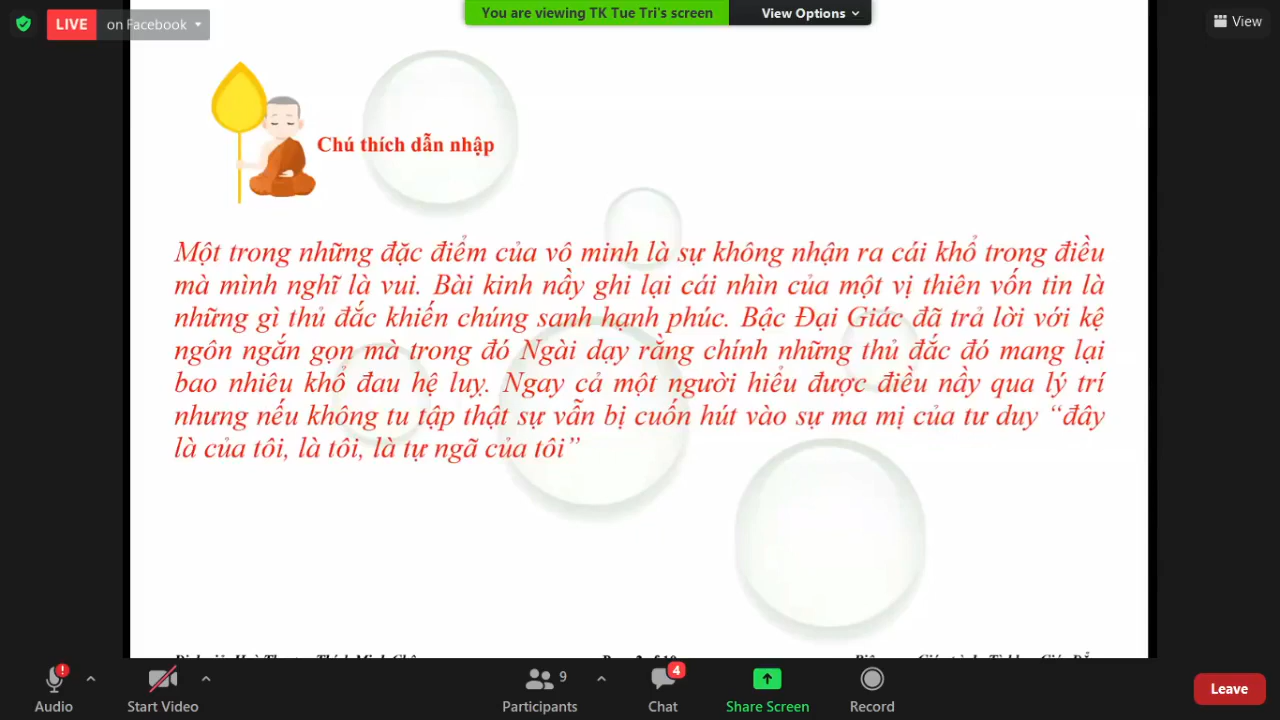 You are viewing TK Tue Tri's screen View Options
LIVE on Facebook
View
Chú thích dẫn nhập
Một trong những đặc điểm của vô minh là sự không nhận ra cái khổ trong điều
mà mình nghĩ là vui. Bài kinh nầy ghi lại cái nhìn của một vị thiên vốn tin là
những gì thủ đắc khiến chúng sanh hạnh phúc. Bậc Đại Giác đã trả lời với kệ
ngôn ngắn gọn mà trong đó Ngài dạy rằng chính những thủ đắc đó mang lại
bao nhiêu khổ đau hệ luỵ. Ngay cả một người hiểu được điều nầy qua lý trí
nhưng nếu không tu tập thật sự vẫn bị cuốn hút vào sự ma mị của tư duy “đây
là của tôi, là tôi, là tự ngã của tôi”
9
4
Audio Start Video Participants Chat Share Screen Record Leave